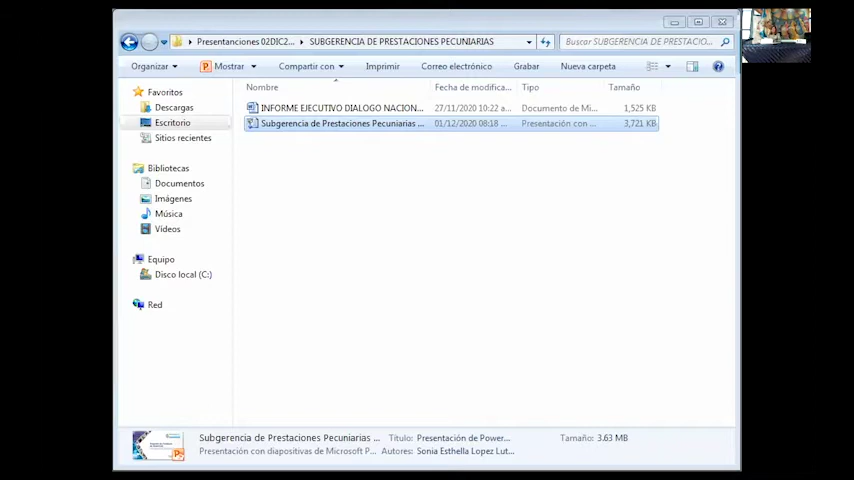 Presentanciones 02DIC2... SUBGERENCIA DE PRESTACIONES PECUNIARIAS
Buscar SUBGERENCIA DE PRESTACIO...
Organizar Mostrar Compartir con Imprimir Correo electrónico Grabar Nueva carpeta
Nombre Fecha de modifica... Tipo Tamaño
INFORME EJECUTIVO DIALOGO NACION... 27/11/2020 10:22 a... Documento de Mi... 1,525 KB
Subgerencia de Prestaciones Pecuniarias ... 01/12/2020 08:18 ... Presentación con ... 3,721 KB
Favoritos
Descargas
Escritorio
Sitios recientes
Bibliotecas
Documentos
Imágenes
Música
Vídeos
Equipo
Disco local (C:)
Red
Subgerencia de Prestaciones Pecuniarias ... Título: Presentación de Power... Tamaño: 3.63 MB
Presentación con diapositivas de Microsoft P... Autores: Sonia Esthella Lopez Lut...